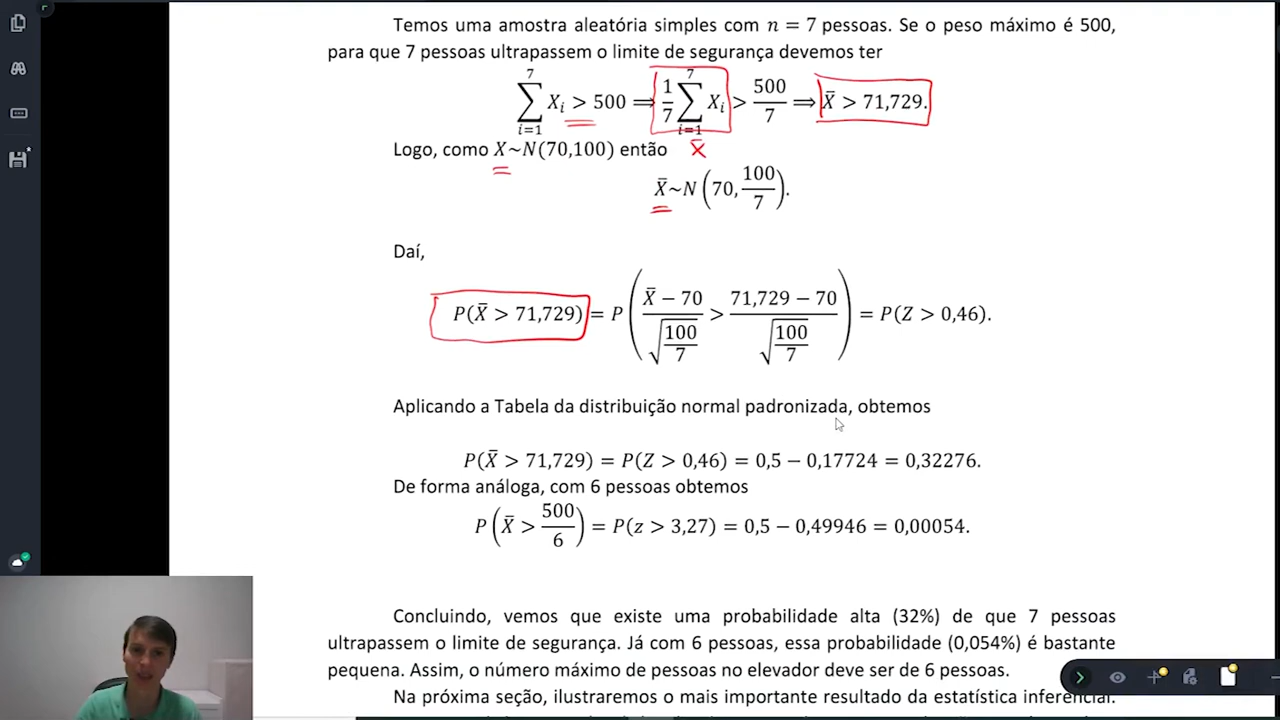 Temos uma amostra aleatória simples com n = 7 pessoas. Se o peso máximo é 500,
para que 7 pessoas ultrapassem o limite de segurança devemos ter
∑_{i=1}^{7} X_i > 500 ⟹ 1/7 ∑_{i=1}^{7} X_i > 500/7 ⟹ X̄ > 71,729.
Logo, como X~N(70,100) então
X̄
X̄~N(70, 100/7).
Daí,
P(X̄ > 71,729) = P((X̄ − 70)/√(100/7) > (71,729 − 70)/√(100/7)) = P(Z > 0,46).
Aplicando a Tabela da distribuição normal padronizada, obtemos
P(X̄ > 71,729) = P(Z > 0,46) = 0,5 − 0,17724 = 0,32276.
De forma análoga, com 6 pessoas obtemos
P(X̄ > 500/6) = P(z > 3,27) = 0,5 − 0,49946 = 0,00054.
Concluindo, vemos que existe uma probabilidade alta (32%) de que 7 pessoas
ultrapassem o limite de segurança. Já com 6 pessoas, essa probabilidade (0,054%) é bastante
pequena. Assim, o número máximo de pessoas no elevador deve ser de 6 pessoas.
Na próxima seção, ilustraremos o mais importante resultado da estatística inferencial.